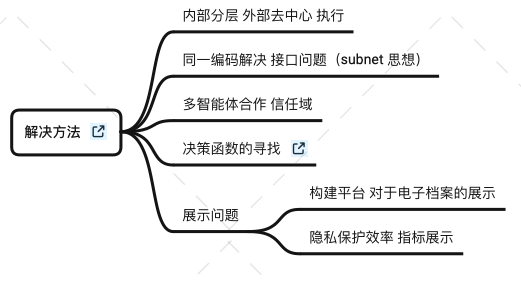 内部分层 外部去中心 执行
同一编码解决 接口问题（subnet 思想）
多智能体合作 信任域
解决方法
决策函数的寻找
构建平台 对于电子档案的展示
展示问题
隐私保护效率 指标展示